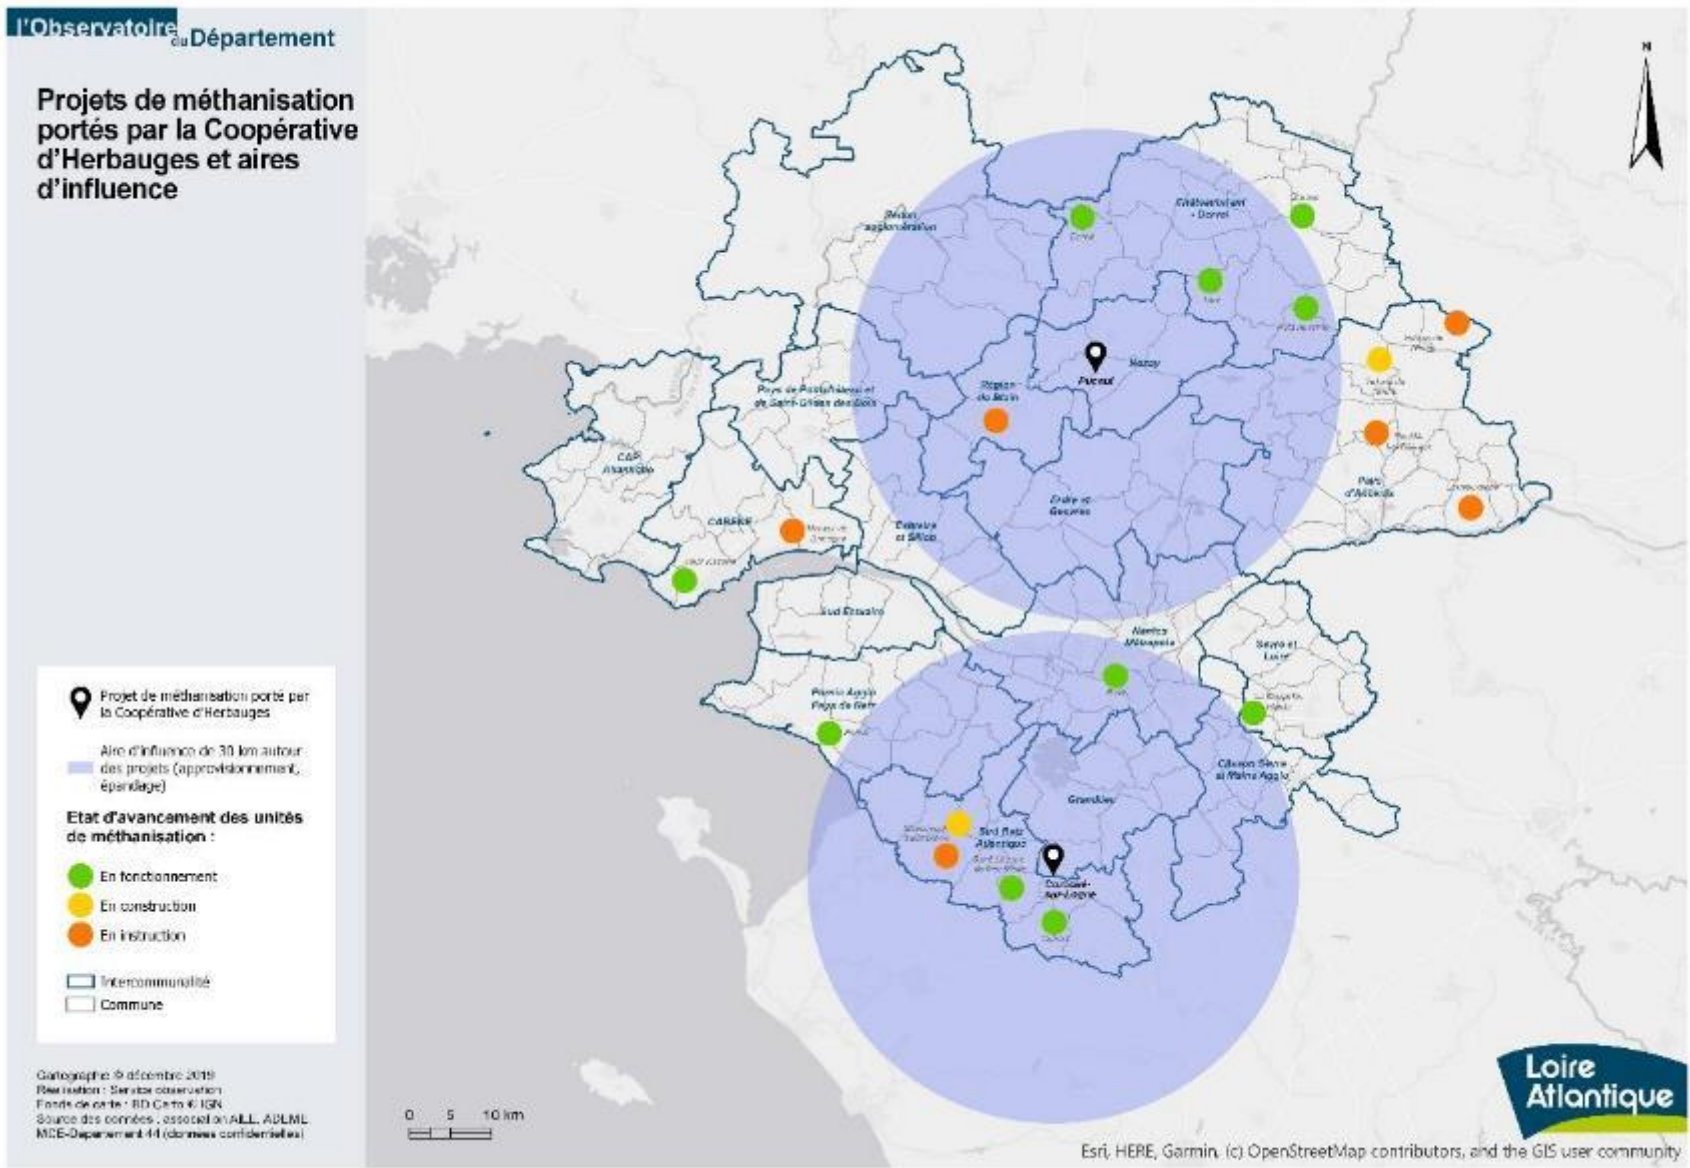 l'Observatoire
du Département
Projets de méthanisation
portés par la Coopérative
d'Herbauges et aires
d'influence
N
Redon
agglomération
Châteaubriant
- Derval
Derval
Nozay
Puceul
Région
de Blain
Pays de Pontchâteau et
de Saint-Gildas des Bois
CAP
Atlantique
CARENE
Estuaire
et Sillon
Erdre et
Gesvres
Pays
d'Ancenis
Sud Estuaire
Nantes
Métropole
Sèvre et
Loire
Pornic Agglo
Pays de Retz
Clisson Sèvre
et Maine Agglo
Grandlieu
Sud Retz
Atlantique
Corcoué-
sur-Logne
Projet de méthanisation porté par
la Coopérative d'Herbauges
Aire d'influence de 30 km autour
des projets (approvisionnement,
épandage)
Etat d'avancement des unités
de méthanisation :
En fonctionnement
En construction
En instruction
Intercommunalité
Commune
Cartographie © décembre 2019
Réalisation : Service observation
Fonds de carte : BD Carto © IGN
Source des données : association AILE, ADEME
MCE-Département 44 (données confidentielles)
0 5 10 km
Loire
Atlantique
Esri, HERE, Garmin, (c) OpenStreetMap contributors, and the GIS user community